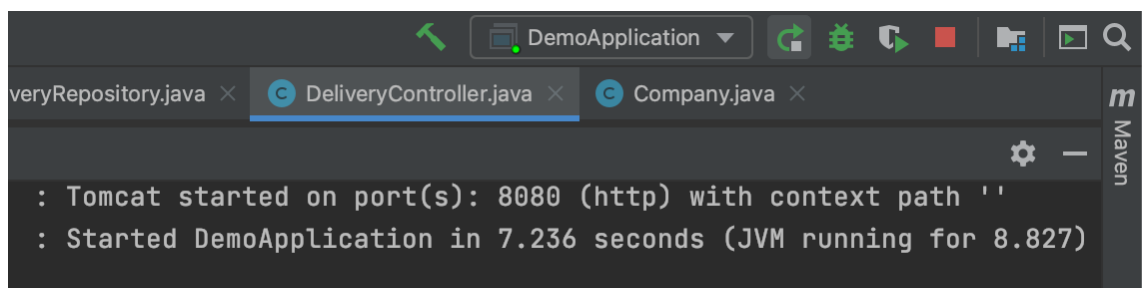 DemoApplication
veryRepository.java
DeliveryController.java
Company.java
m Maven
: Tomcat started on port(s): 8080 (http) with context path ''
: Started DemoApplication in 7.236 seconds (JVM running for 8.827)